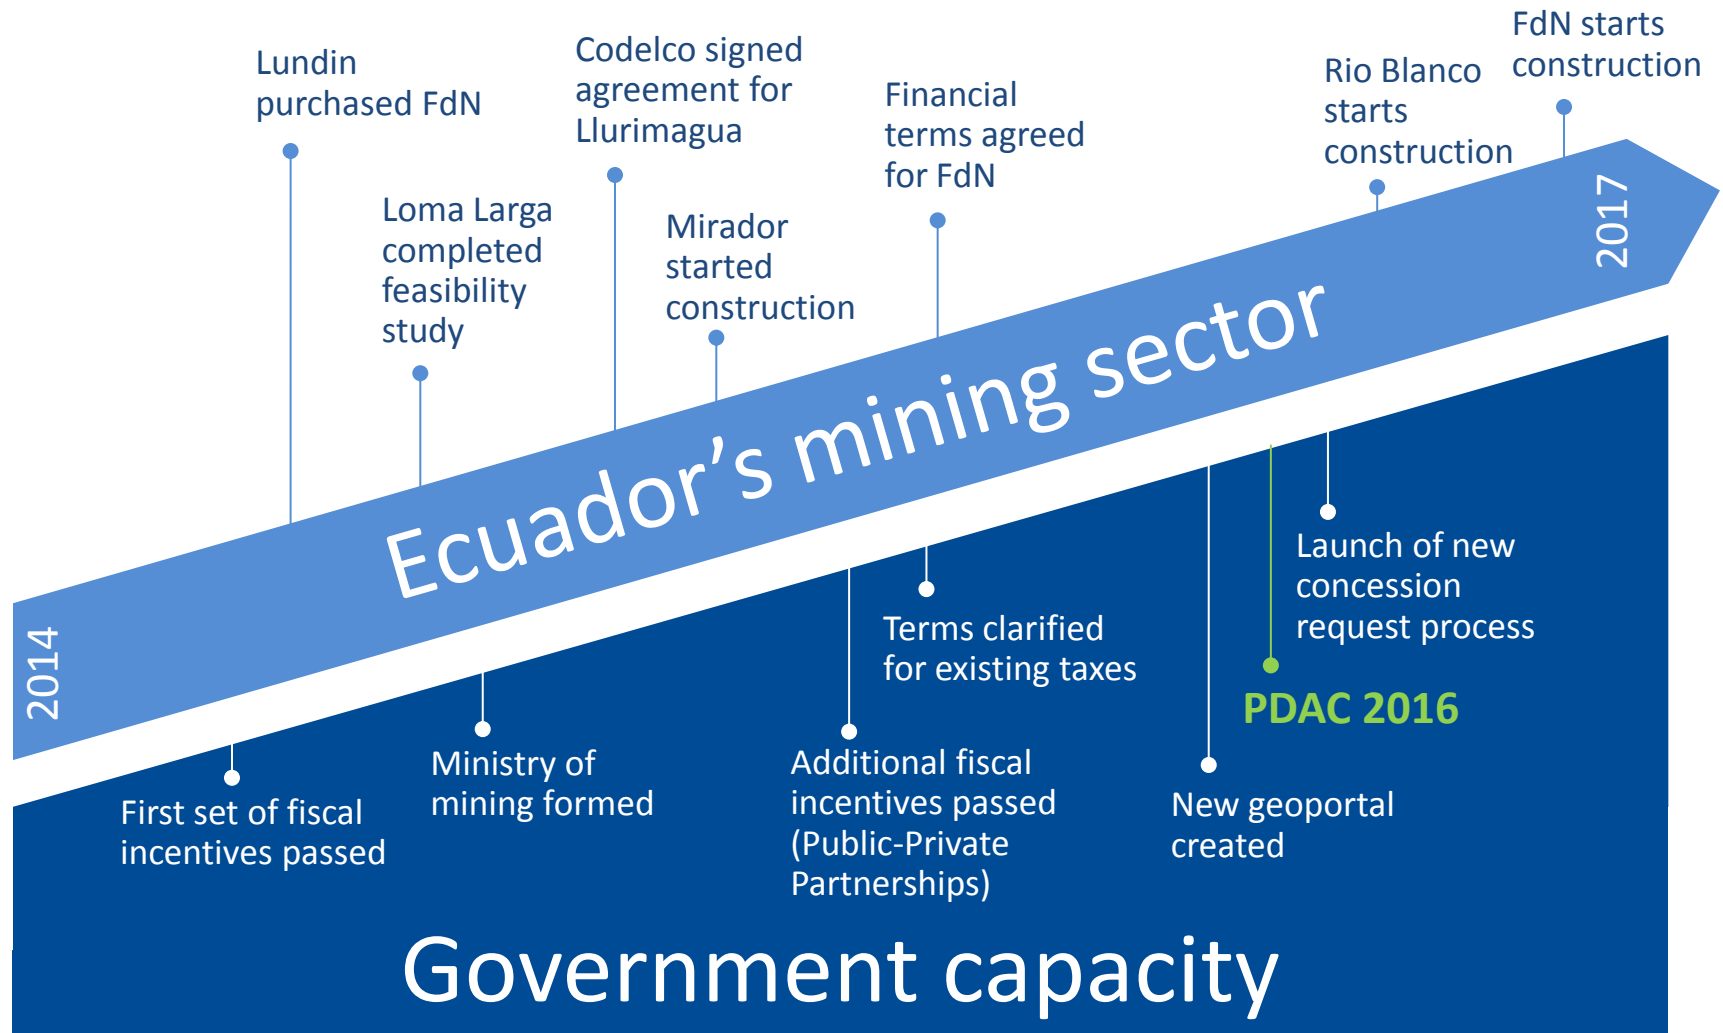 Lundin
purchased FdN
Loma Larga
completed
feasibility
study
Codelco signed
agreement for
Llurimagua
Mirador
started
construction
Financial
terms agreed
for FdN
Rio Blanco
starts
construction
FdN starts
construction
2014
Ecuador’s mining sector
2017
First set of fiscal
incentives passed
Ministry of
mining formed
Additional fiscal
incentives passed
(Public-Private
Partnerships)
Terms clarified
for existing taxes
New geoportal
created
PDAC 2016
Launch of new
concession
request process
Government capacity